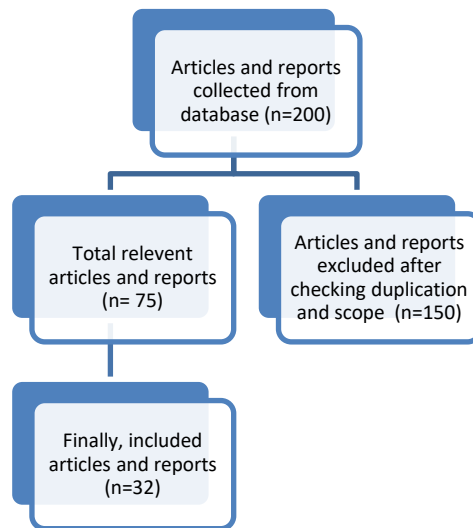 Articles and reports
collected from
database (n=200)
Total relevent
articles and reports
(n= 75)
Articles and reports
excluded after
checking duplication
and scope (n=150)
Finally, included
articles and reports
(n=32)